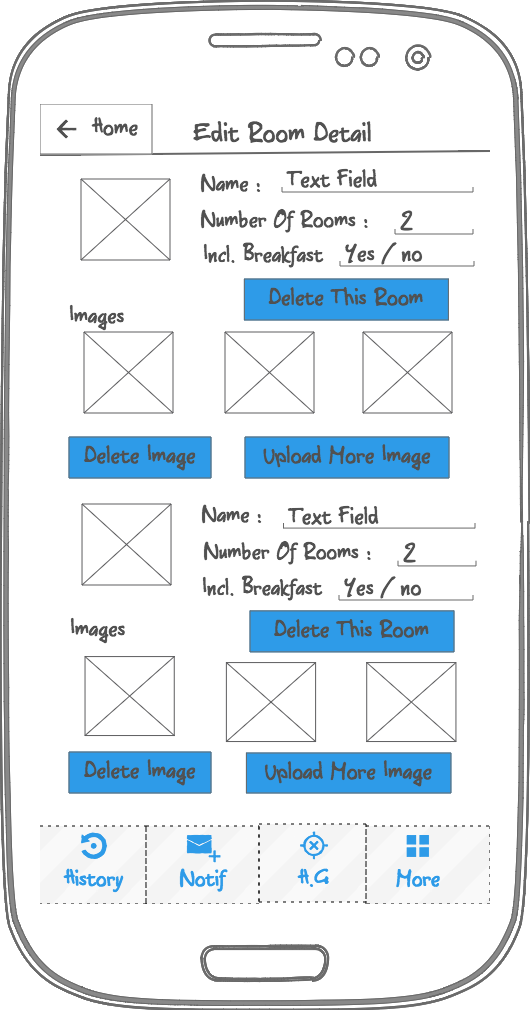 Home
Edit Room Detail
Name : Text Field
Number Of Rooms : 2
Incl. Breakfast Yes / no
Delete This Room
Images
Delete Image
Upload More Image
Name : Text Field
Number Of Rooms : 2
Incl. Breakfast Yes / no
Delete This Room
Images
Delete Image
Upload More Image
History
Notif
H.G
More